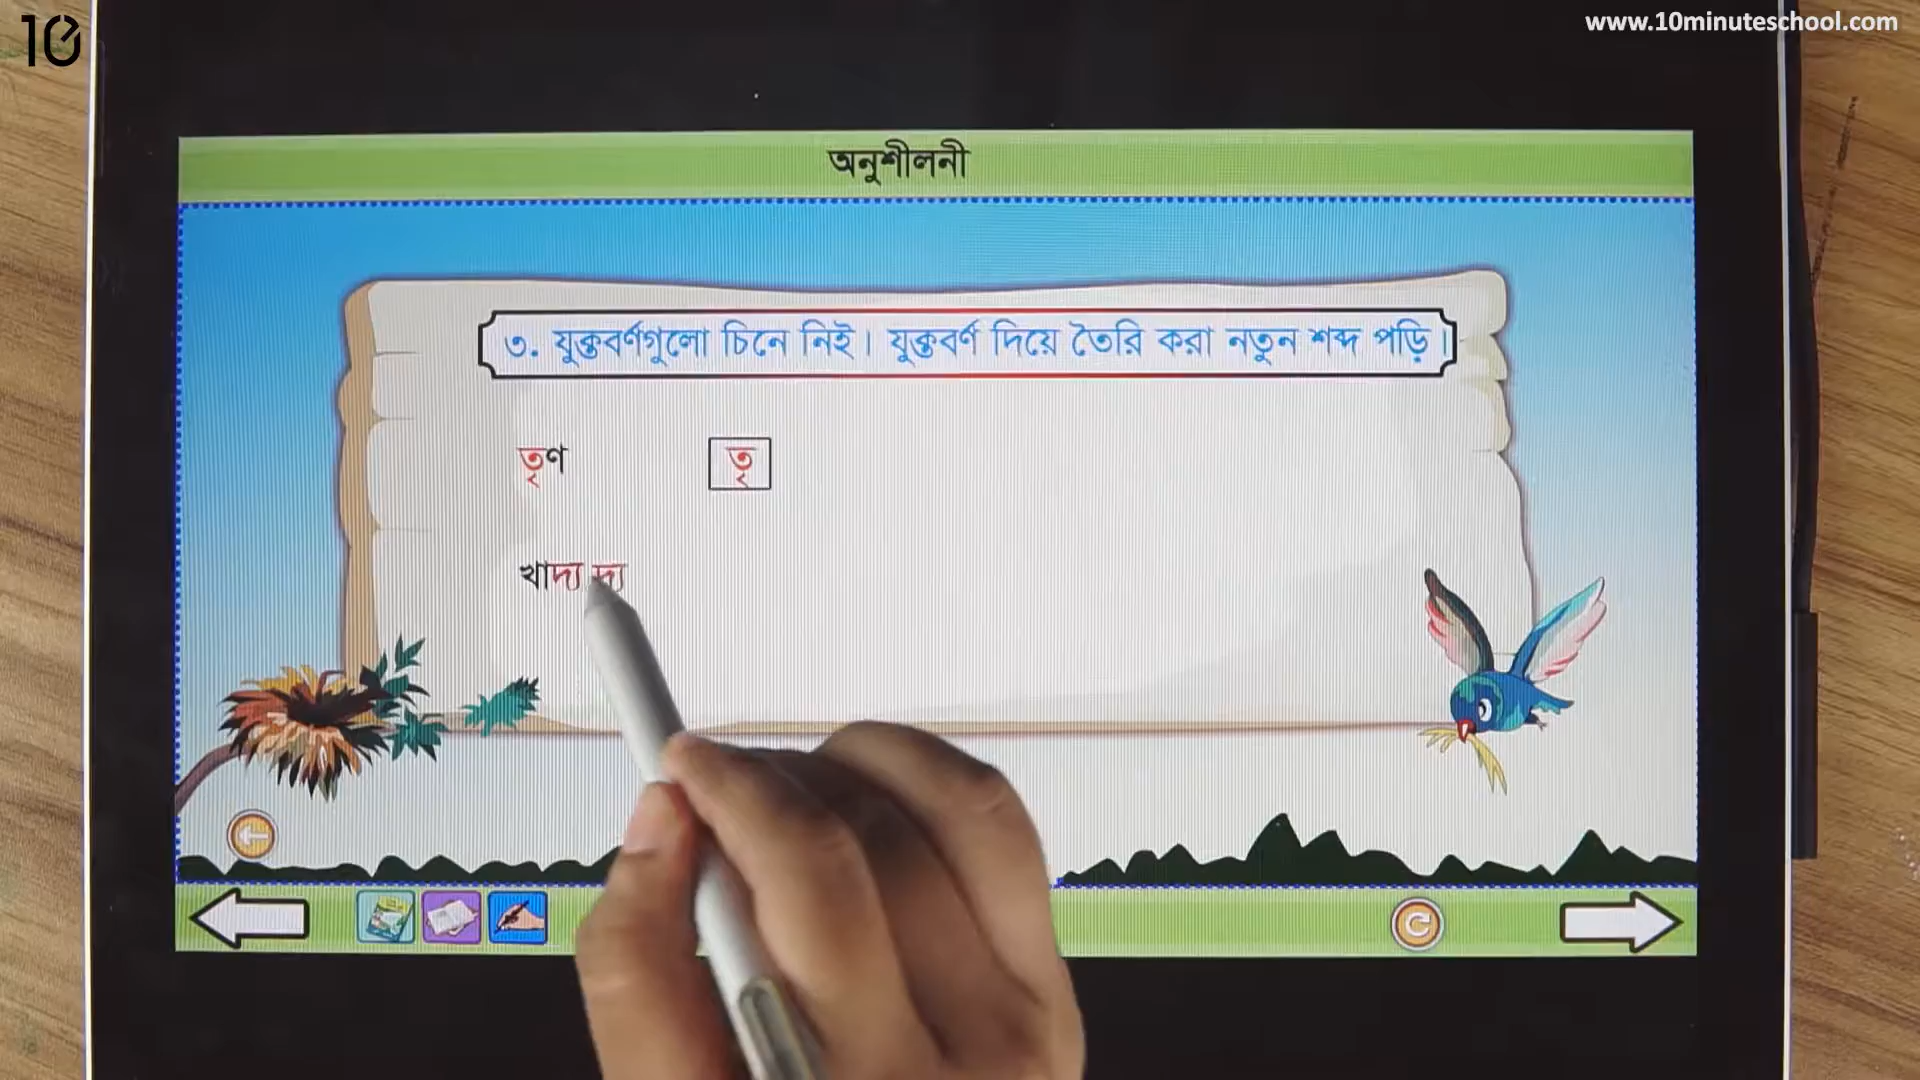 10
www.10minuteschool.com
অনুশীলনী
৩. যুক্তবর্ণগুলো চিনে নিই। যুক্তবর্ণ দিয়ে তৈরি করা নতুন শব্দ পড়ি।
তৃণ তৃ
খাদ্য দ্য